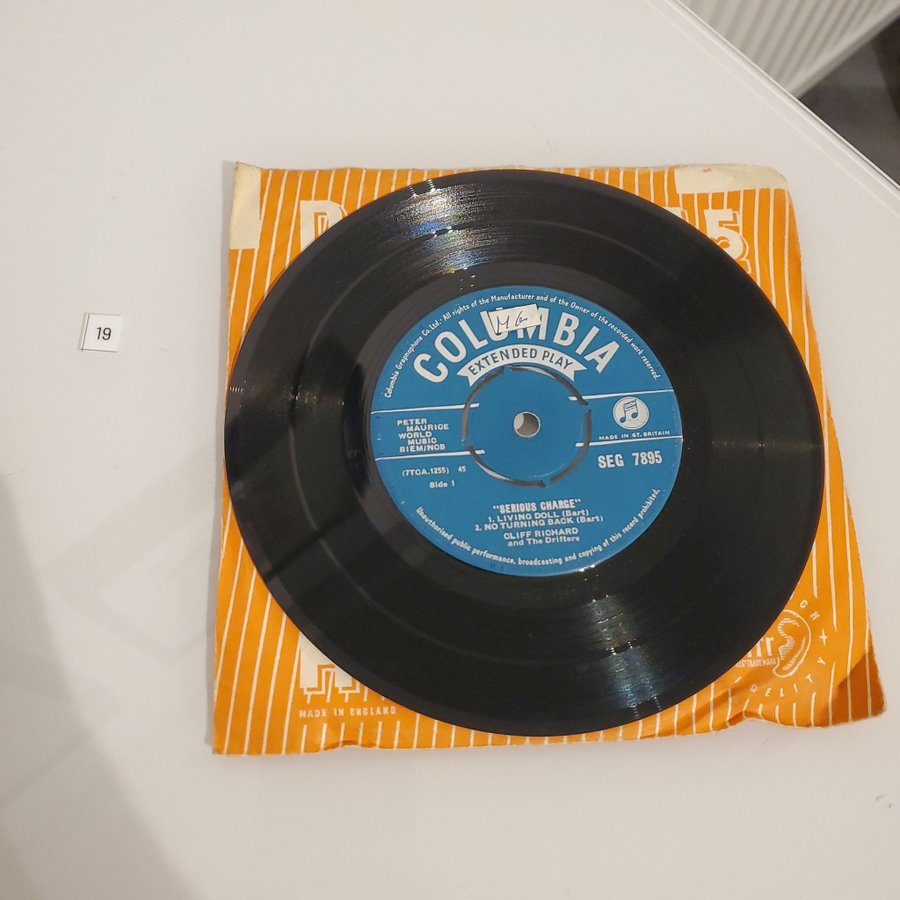 19
5
Columbia Graphophone Co. Ltd. · All rights of the Manufacturer and of the Owner of the recorded work reserved.
COLUMBIA
EXTENDED PLAY
PETER
MAURICE
WORLD
MUSIC
BIEM/NCB
MADE IN GT. BRITAIN
(7TCA.1255) 45
SEG 7895
Side 1
"SERIOUS CHARGE"
1. LIVING DOLL (Bart)
2. NO TURNING BACK (Bart)
CLIFF RICHARD
and The Drifters
Unauthorised public performance, broadcasting and copying of this record prohibited.
MADE IN ENGLAND